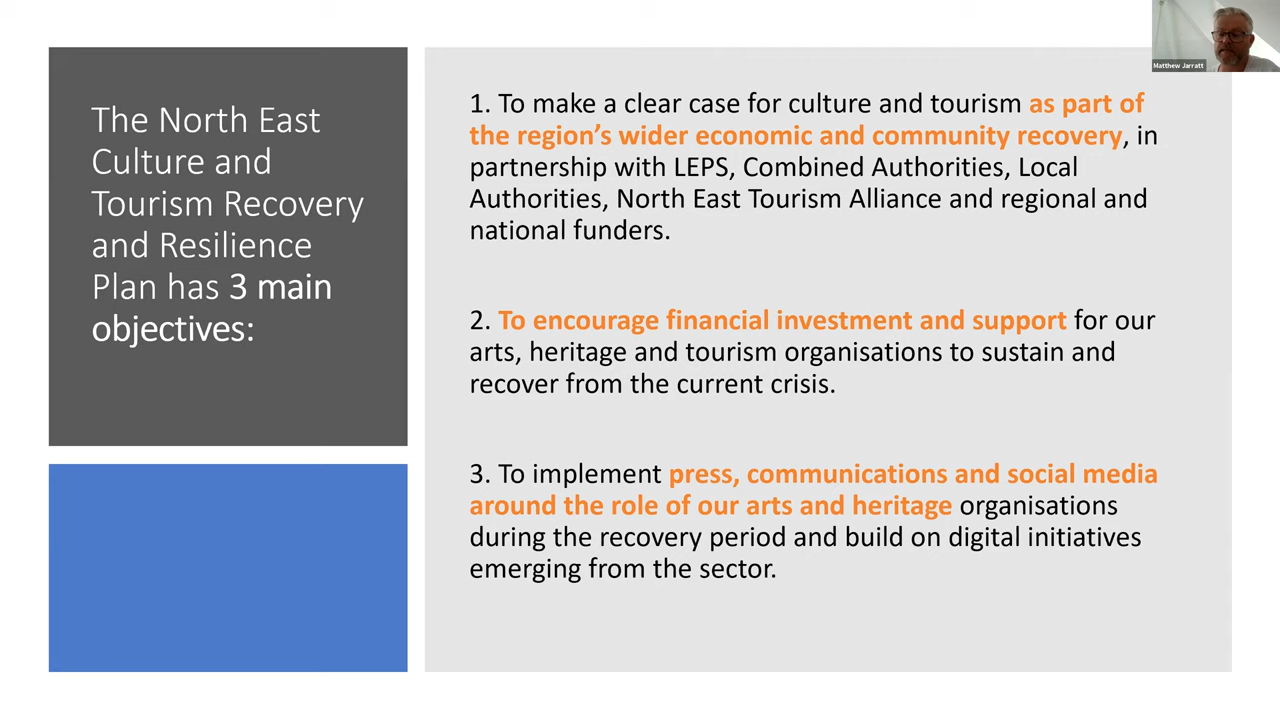 The North East
Culture and
Tourism Recovery
and Resilience
Plan has 3 main
objectives:
1. To make a clear case for culture and tourism as part of
the region’s wider economic and community recovery, in
partnership with LEPS, Combined Authorities, Local
Authorities, North East Tourism Alliance and regional and
national funders.
2. To encourage financial investment and support for our
arts, heritage and tourism organisations to sustain and
recover from the current crisis.
3. To implement press, communications and social media
around the role of our arts and heritage organisations
during the recovery period and build on digital initiatives
emerging from the sector.
Matthew Jarratt